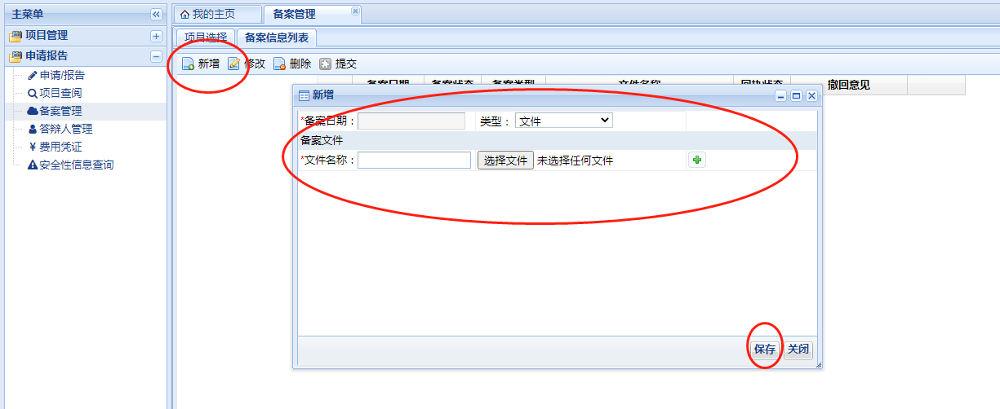 主菜单
我的主页
备案管理
项目管理
项目选择
备案信息列表
申请报告
新增
修改
删除
提交
申请/报告
项目查阅
备案管理
答辩人管理
¥ 费用凭证
安全性信息查询
备案日期
备案状态
备案类型
文件名称
回执状态
撤回意见
新增
*备案日期：
类型：
文件
备案文件
*文件名称：
选择文件
未选择任何文件
保存
关闭